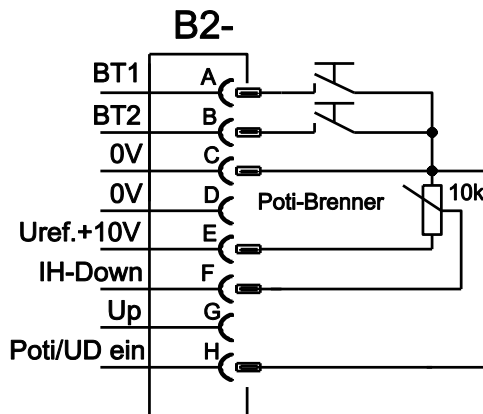 B2-
BT1 A
BT2 B
0V C
0V D
Poti-Brenner 10k
Uref.+10V E
IH-Down F
Up G
Poti/UD ein H